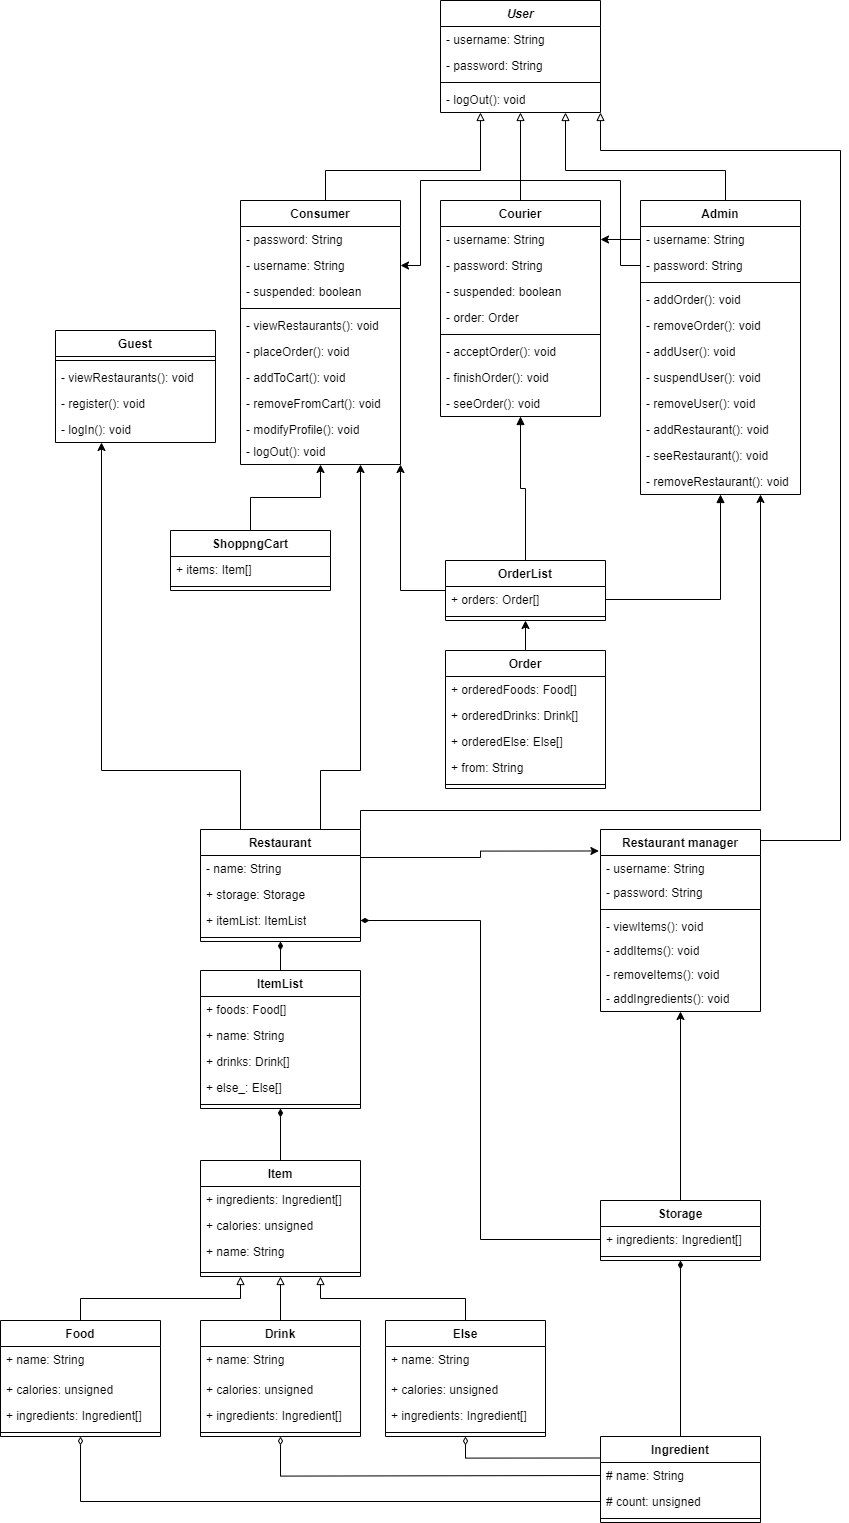 User
- username: String
- password: String
- logOut(): void
Consumer
- password: String
- username: String
- suspended: boolean
- viewRestaurants(): void
- placeOrder(): void
- addToCart(): void
- removeFromCart(): void
- modifyProfile(): void
- logOut(): void
Courier
- username: String
- password: String
- suspended: boolean
- order: Order
- acceptOrder(): void
- finishOrder(): void
- seeOrder(): void
Admin
- username: String
- password: String
- addOrder(): void
- removeOrder(): void
- addUser(): void
- suspendUser(): void
- removeUser(): void
- addRestaurant(): void
- seeRestaurant(): void
- removeRestaurant(): void
Guest
- viewRestaurants(): void
- register(): void
- logIn(): void
ShoppngCart
+ items: Item[]
OrderList
+ orders: Order[]
Order
+ orderedFoods: Food[]
+ orderedDrinks: Drink[]
+ orderedElse: Else[]
+ from: String
Restaurant
- name: String
+ storage: Storage
+ itemList: ItemList
Restaurant manager
- username: String
- password: String
- viewItems(): void
- addItems(): void
- removeItems(): void
- addIngredients(): void
ItemList
+ foods: Food[]
+ name: String
+ drinks: Drink[]
+ else_: Else[]
Item
+ ingredients: Ingredient[]
+ calories: unsigned
+ name: String
Storage
+ ingredients: Ingredient[]
Food
+ name: String
+ calories: unsigned
+ ingredients: Ingredient[]
Drink
+ name: String
+ calories: unsigned
+ ingredients: Ingredient[]
Else
+ name: String
+ calories: unsigned
+ ingredients: Ingredient[]
Ingredient
# name: String
# count: unsigned